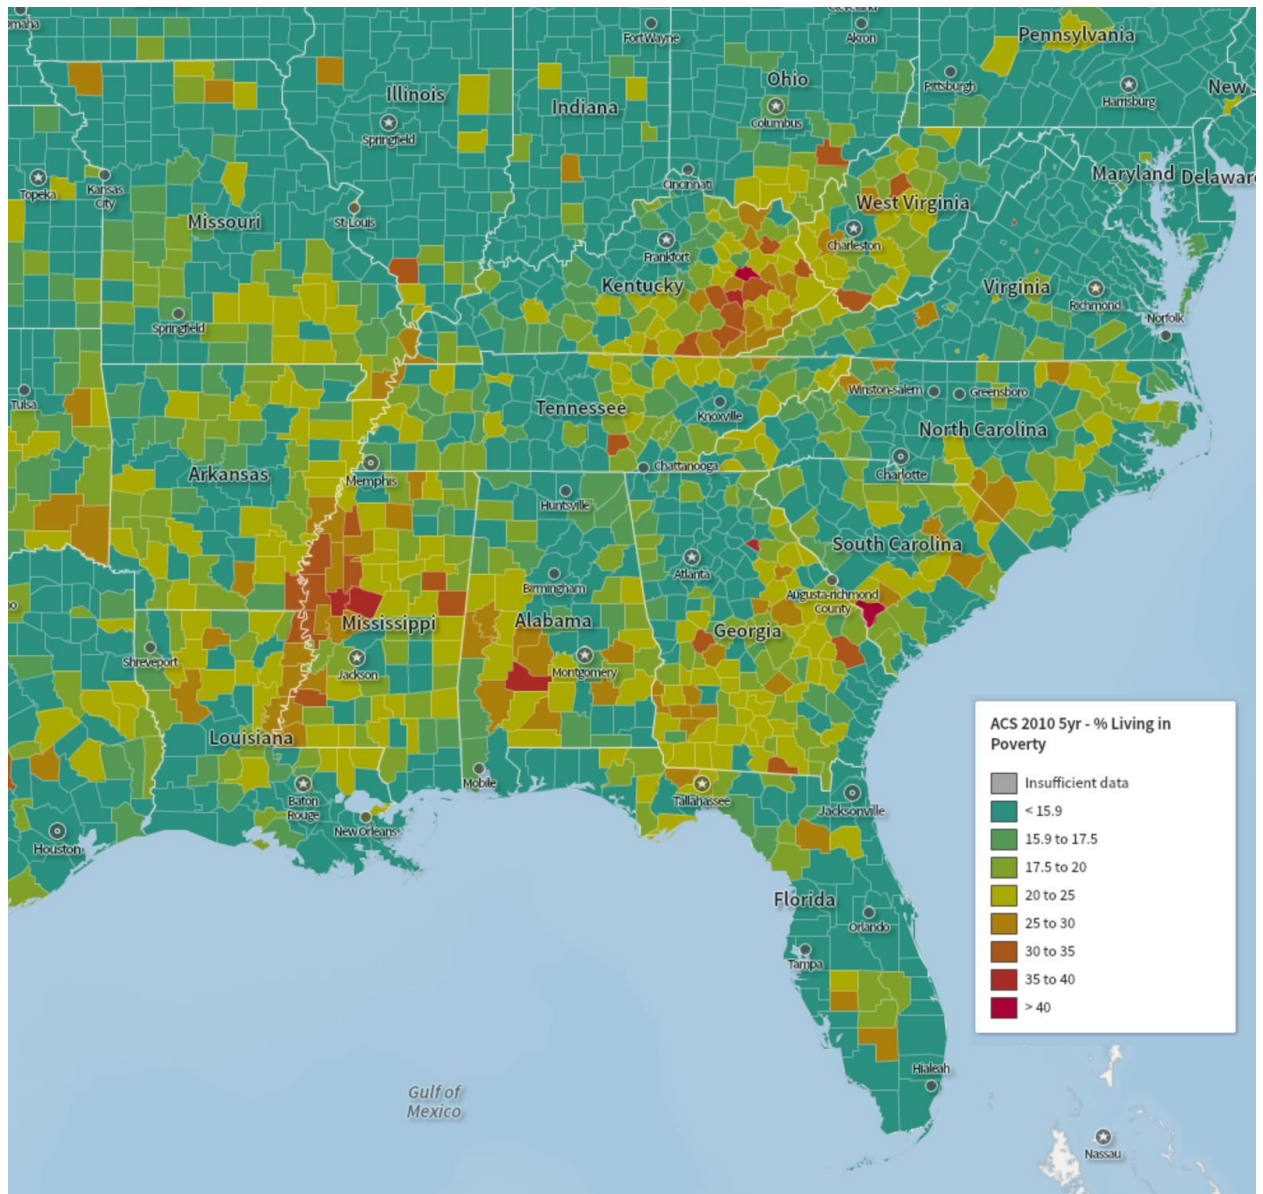 Omaha
Fort Wayne
Cleveland
Akron
Pennsylvania
Ohio
Illinois
Indiana
Pittsburgh
Harrisburg
New
Columbus
Springfield
Topeka
Kansas
City
Cincinnati
Maryland
Delaware
Missouri
St. Louis
West Virginia
Charleston
Frankfort
Kentucky
Virginia
Richmond
Norfolk
Springfield
Tulsa
Tennessee
Knoxville
Winston-salem
Greensboro
North Carolina
Arkansas
Memphis
Chattanooga
Charlotte
Huntsville
South Carolina
Atlanta
Birmingham
Augusta-richmond
County
Mississippi
Alabama
Georgia
Shreveport
Jackson
Montgomery
Louisiana
Mobile
Tallahassee
Baton
Rouge
New Orleans
Jacksonville
Houston
Florida
Orlando
Tampa
Hialeah
Gulf of
Mexico
Nassau
ACS 2010 5yr - % Living in
Poverty
Insufficient data
< 15.9
15.9 to 17.5
17.5 to 20
20 to 25
25 to 30
30 to 35
35 to 40
> 40